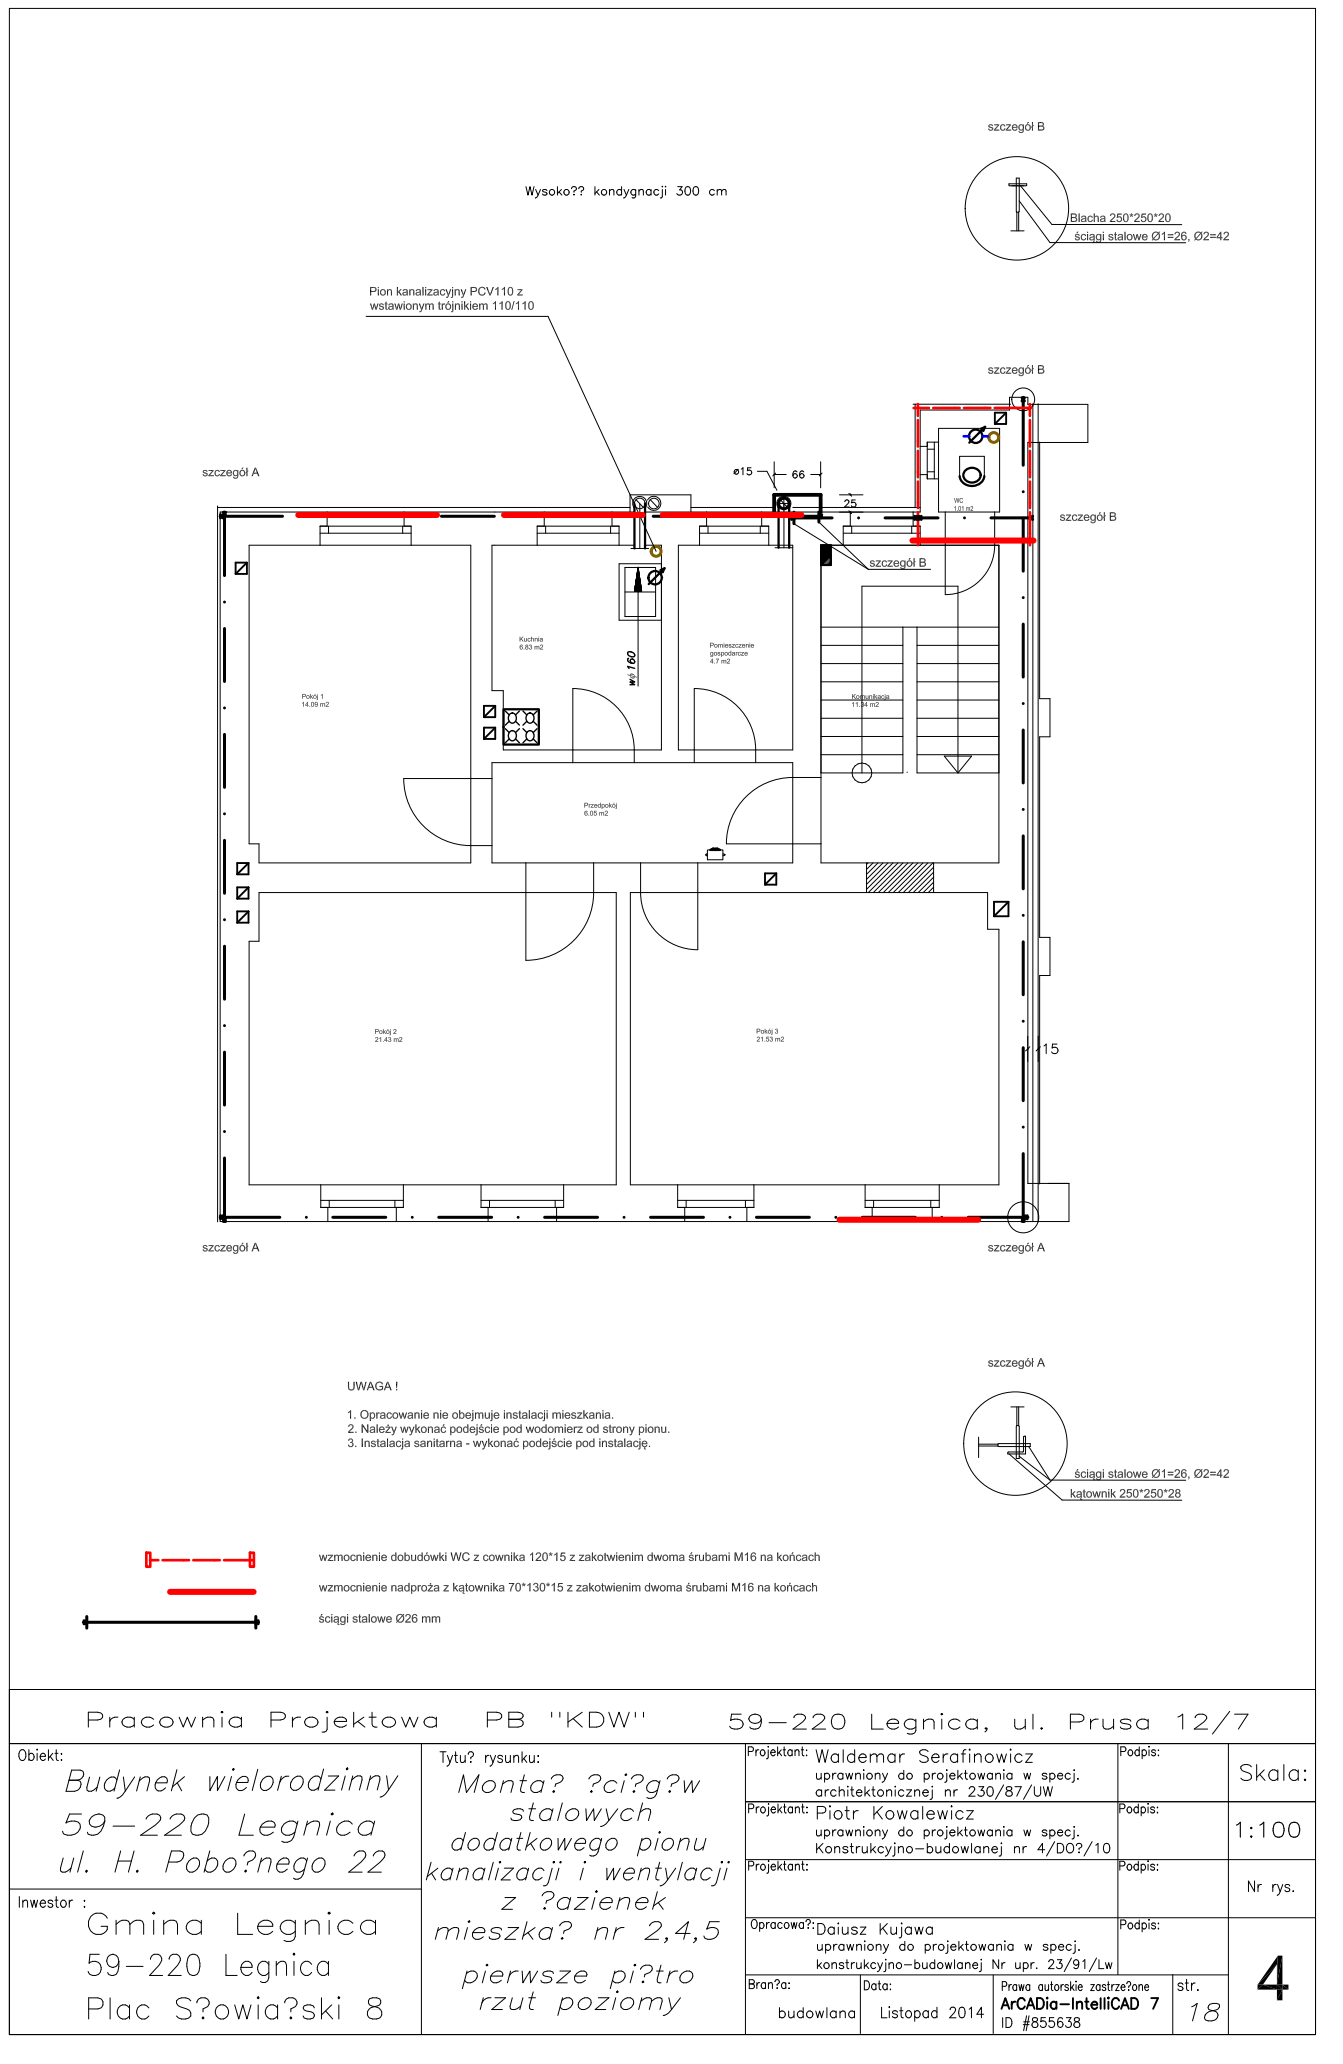 szczegół B
Wysoko?? kondygnacji 300 cm
Blacha 250*250*20
ściągi stalowe Ø1=26, Ø2=42
Pion kanalizacyjny PCV110 z
wstawionym trójnikiem 110/110
szczegół B
szczegół A
ø15
66
25
WC
1.01 m2
szczegół B
szczegół B
Kuchnia
6.83 m2
wϕ 160
Pomieszczenie
gospodarcze
4.7 m2
Pokój 1
14.09 m2
Komunikacja
11.34 m2
Przedpokój
6.05 m2
Pokój 2
21.43 m2
Pokój 3
21.53 m2
15
szczegół A
szczegół A
szczegół A
UWAGA !
1. Opracowanie nie obejmuje instalacji mieszkania.
2. Należy wykonać podejście pod wodomierz od strony pionu.
3. Instalacja sanitarna - wykonać podejście pod instalację.
ściągi stalowe Ø1=26, Ø2=42
kątownik 250*250*28
wzmocnienie dobudówki WC z cownika 120*15 z zakotwienim dwoma śrubami M16 na końcach
wzmocnienie nadproża z kątownika 70*130*15 z zakotwienim dwoma śrubami M16 na końcach
ściągi stalowe Ø26 mm
Pracownia Projektowa PB "KDW" 59-220 Legnica, ul. Prusa 12/7
Obiekt:
Budynek wielorodzinny
59-220 Legnica
ul. H. Pobo?nego 22
Inwestor :
Gmina Legnica
59-220 Legnica
Plac S?owia?ski 8
Tytu? rysunku:
Monta? ?ci?g?w
stalowych
dodatkowego pionu
kanalizacji i wentylacji
z ?azienek
mieszka? nr 2,4,5
pierwsze pi?tro
rzut poziomy
Projektant: Waldemar Serafinowicz
uprawniony do projektowania w specj.
architektonicznej nr 230/87/UW
Podpis:
Projektant: Piotr Kowalewicz
uprawniony do projektowania w specj.
Konstrukcyjno-budowlanej nr 4/DO?/10
Podpis:
Projektant:
Podpis:
Opracowa?: Daiusz Kujawa
uprawniony do projektowania w specj.
konstrukcyjno-budowlanej Nr upr. 23/91/Lw
Podpis:
Bran?a:
budowlana
Data:
Listopad 2014
Prawa autorskie zastrze?one
ArCADia-IntelliCAD 7
ID #855638
str.
18
Skala:
1:100
Nr rys.
4